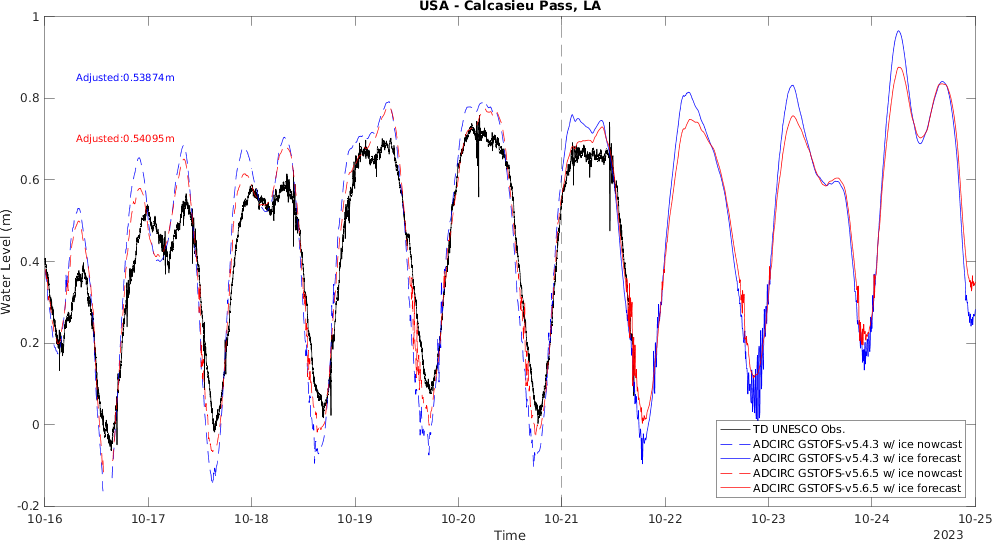 USA - Calcasieu Pass, LA
1
0.8
0.6
0.4
0.2
0
-0.2
Water Level (m)
Adjusted:0.53874m
Adjusted:0.54095m
TD UNESCO Obs.
ADCIRC GSTOFS-v5.4.3 w/ ice nowcast
ADCIRC GSTOFS-v5.4.3 w/ ice forecast
ADCIRC GSTOFS-v5.6.5 w/ ice nowcast
ADCIRC GSTOFS-v5.6.5 w/ ice forecast
10-16 10-17 10-18 10-19 10-20 10-21 10-22 10-23 10-24 10-25
Time
2023